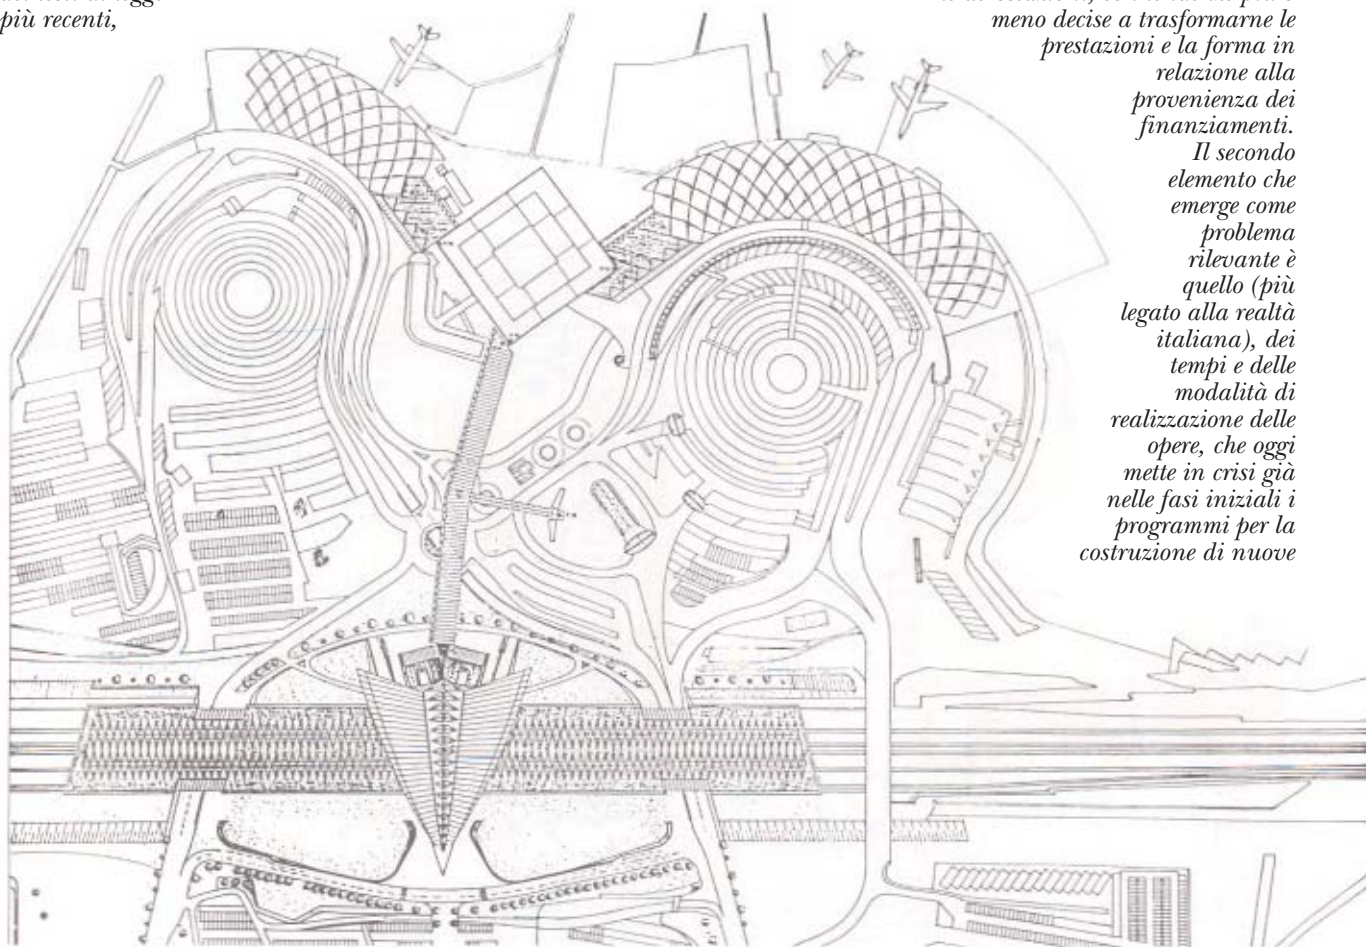 più recenti,
meno decise a trasformarne le
prestazioni e la forma in
relazione alla
provenienza dei
finanziamenti.
Il secondo
elemento che
emerge come
problema
rilevante è
quello (più
legato alla realtà
italiana), dei
tempi e delle
modalità di
realizzazione delle
opere, che oggi
mette in crisi già
nelle fasi iniziali i
programmi per la
costruzione di nuove